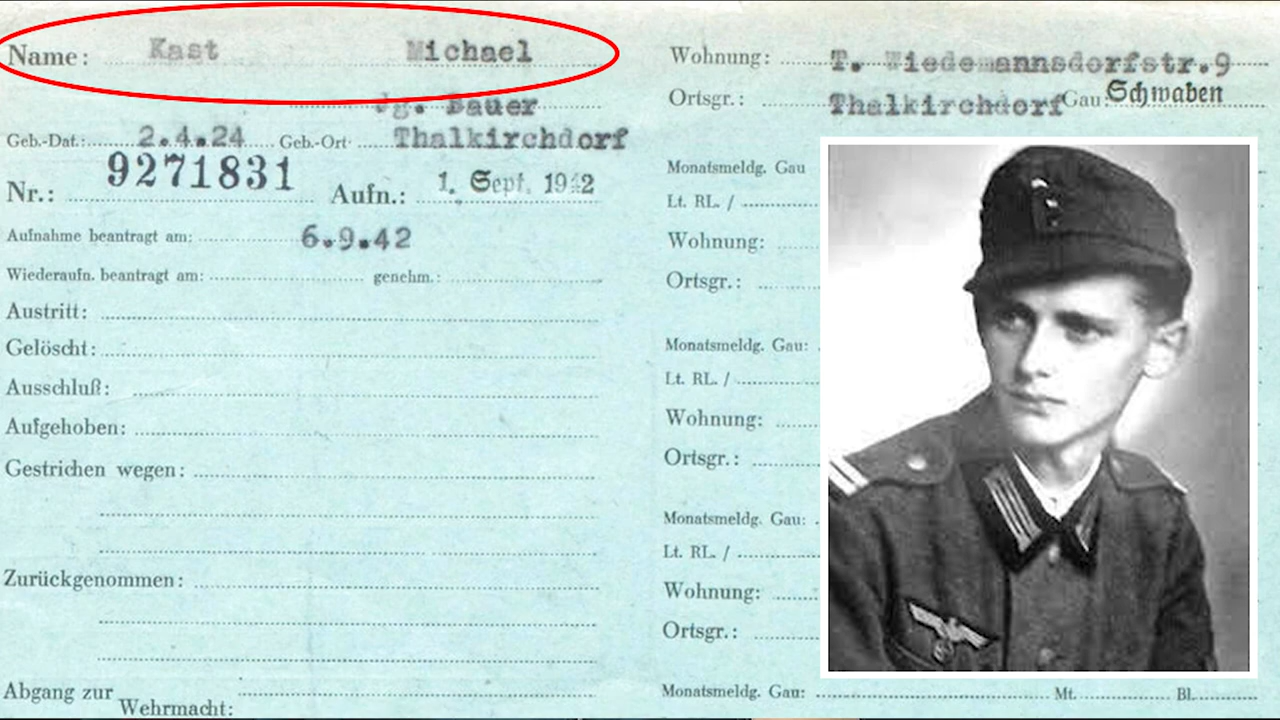 Name: Kast Michael
Jg. Bauer
Geb.-Dat.: 2.4.24 Geb.-Ort Thalkirchdorf
Nr.: 9271831 Aufn.: 1. Sept. 1942
Aufnahme beantragt am: 6.9.42
Wiederaufn. beantragt am: genehm.:
Austritt:
Gelöscht:
Ausschluß:
Aufgehoben:
Gestrichen wegen:
Zurückgenommen:
Abgang zur
Wehrmacht:
Wohnung: T. Wiedemannsdorfstr.9
Ortsgr.: Thalkirchdorf Gau: Schwaben
Monatsmeldg. Gau
Lt. RL. /
Wohnung:
Ortsgr.:
Monatsmeldg. Gau:
Lt. RL. /
Wohnung:
Ortsgr.:
Monatsmeldg. Gau:
Lt. RL. /
Wohnung:
Ortsgr.:
Monatsmeldg. Gau: Mt. Bl.